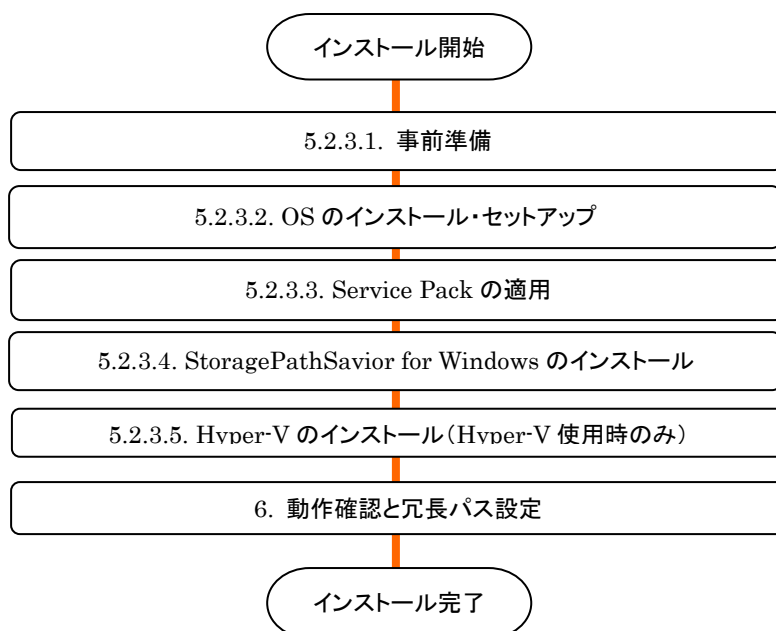 インストール開始
5.2.3.1. 事前準備
5.2.3.2. OS のインストール・セットアップ
5.2.3.3. Service Pack の適用
5.2.3.4. StoragePathSavior for Windows のインストール
5.2.3.5. Hyper-V のインストール(Hyper-V 使用時のみ)
6. 動作確認と冗長パス設定
インストール完了